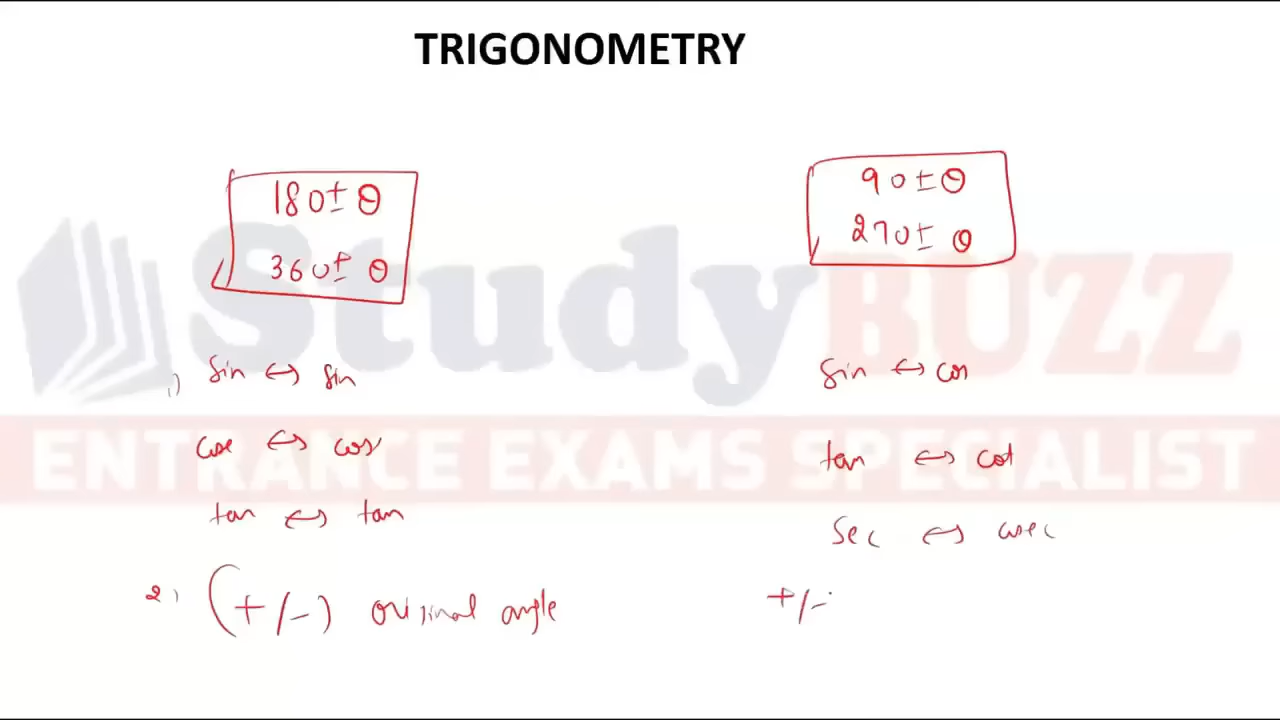 TRIGONOMETRY
180± θ
360± θ
90±θ
270± θ
StudyBUZZ
ENTRANCE EXAMS SPECIALIST
1) sin ↔ sin
cos ↔ cos
tan ↔ tan
2) (+/-) original angle
sin ↔ cos
tan ↔ cot
sec ↔ cosec
+/-